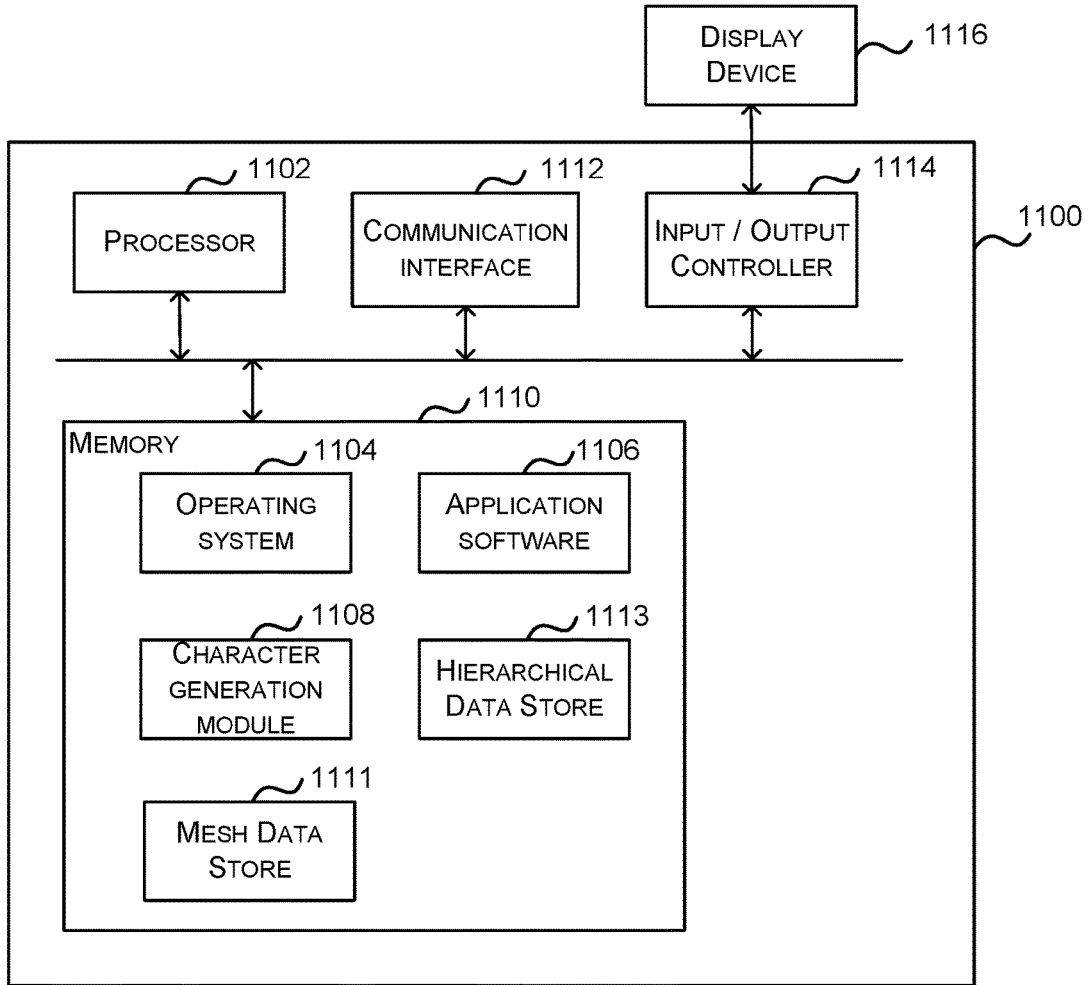 DISPLAY
DEVICE
1116
1102
1112
1114
1100
PROCESSOR
COMMUNICATION
INTERFACE
INPUT / OUTPUT
CONTROLLER
1110
MEMORY
1104
1106
OPERATING
SYSTEM
APPLICATION
SOFTWARE
1108
1113
CHARACTER
GENERATION
MODULE
HIERARCHICAL
DATA STORE
1111
MESH DATA
STORE